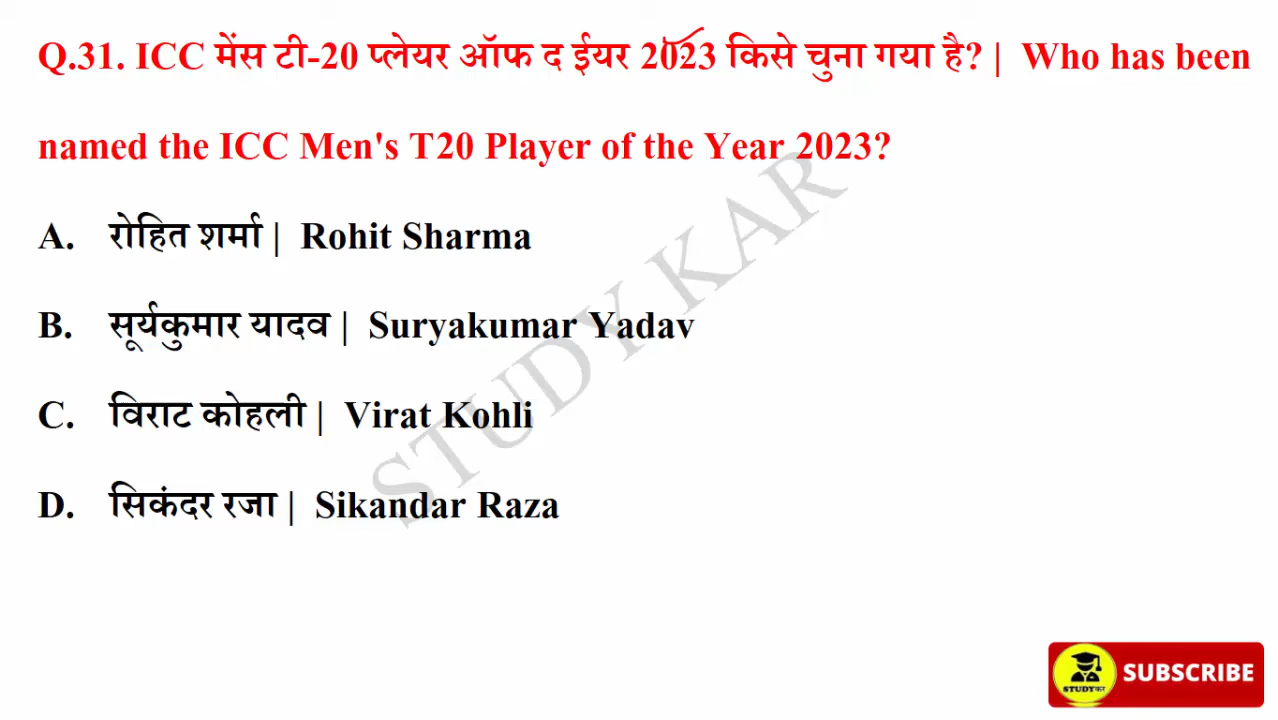 Q.31. ICC मेंस टी-20 प्लेयर ऑफ द ईयर 2023 किसे चुना गया है? | Who has been
named the ICC Men's T20 Player of the Year 2023?
A. रोहित शर्मा | Rohit Sharma
B. सूर्यकुमार यादव | Suryakumar Yadav
C. विराट कोहली | Virat Kohli
D. सिकंदर रजा | Sikandar Raza
STUDY KAR
STUDYकर
SUBSCRIBE